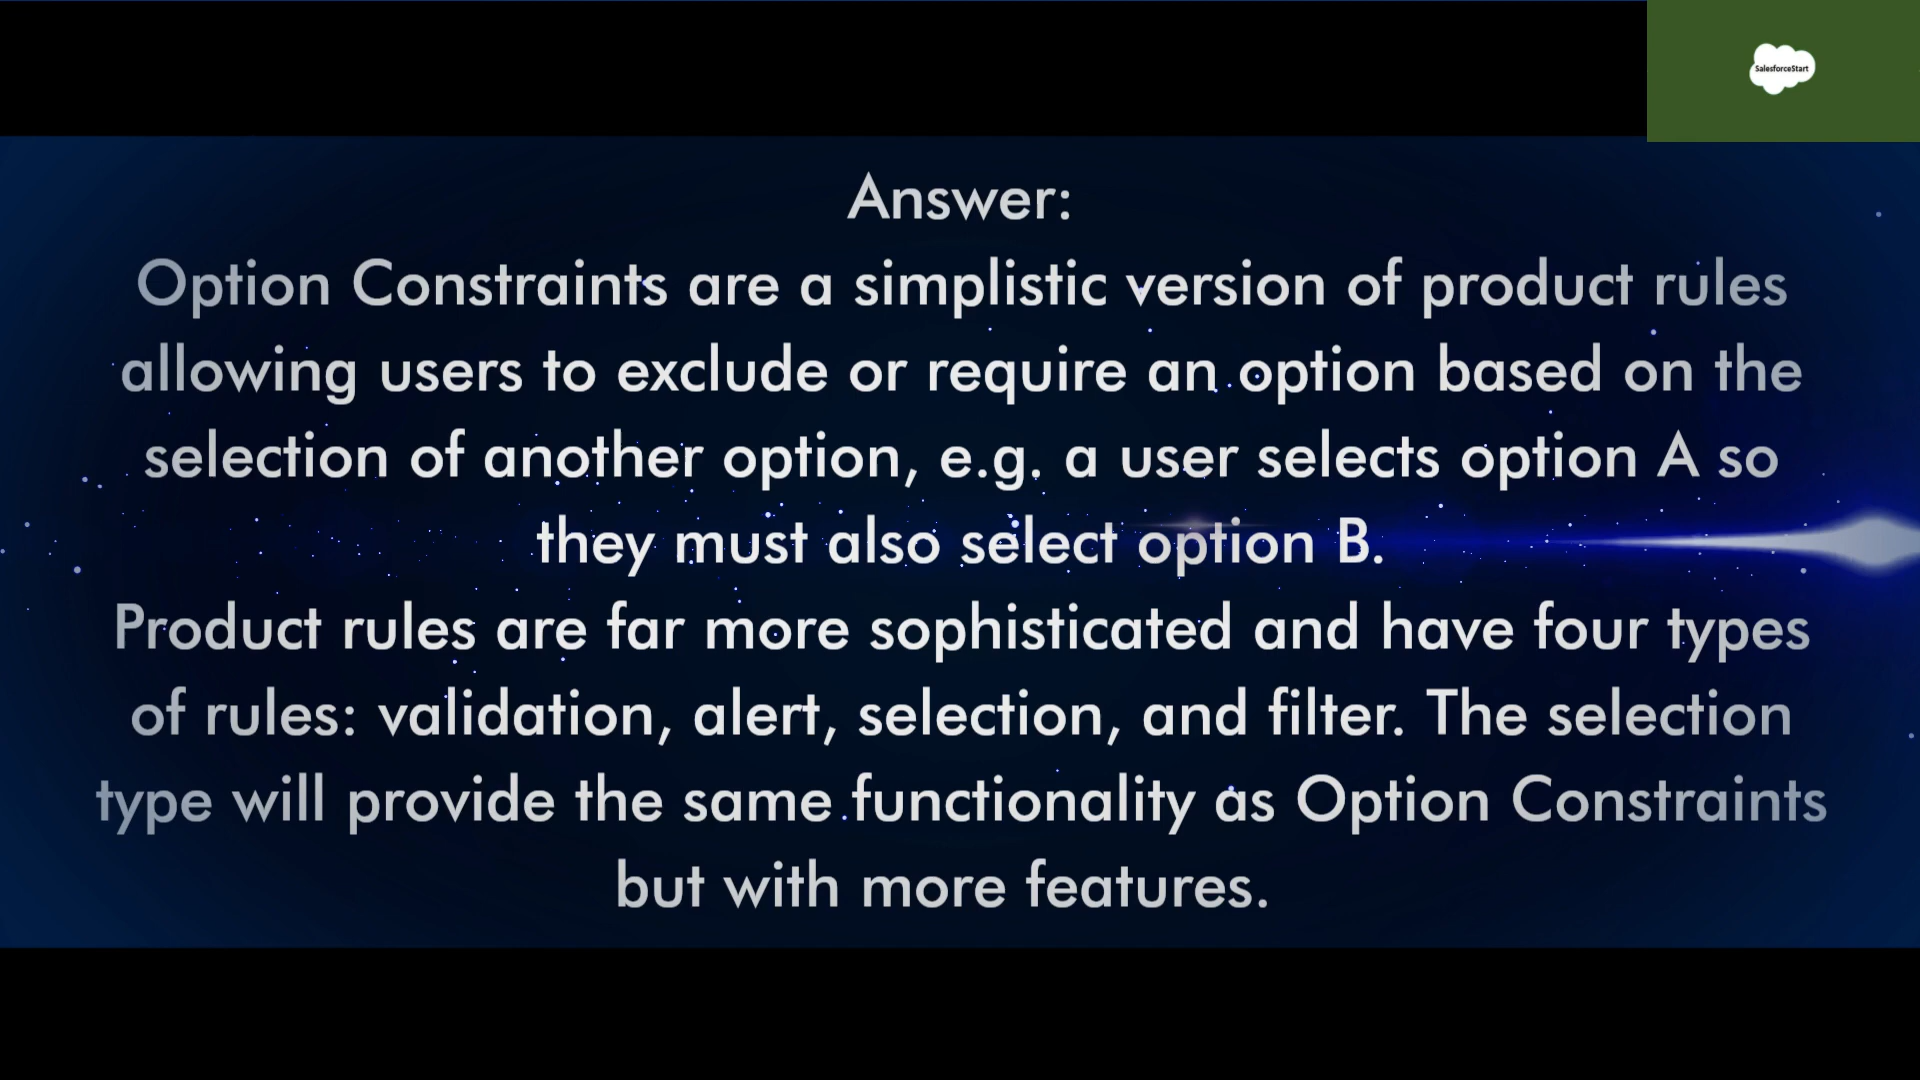 SalesforceStart
Answer:
Option Constraints are a simplistic version of product rules
allowing users to exclude or require an option based on the
selection of another option, e.g. a user selects option A so
they must also select option B.
Product rules are far more sophisticated and have four types
of rules: validation, alert, selection, and filter. The selection
type will provide the same functionality as Option Constraints
but with more features.